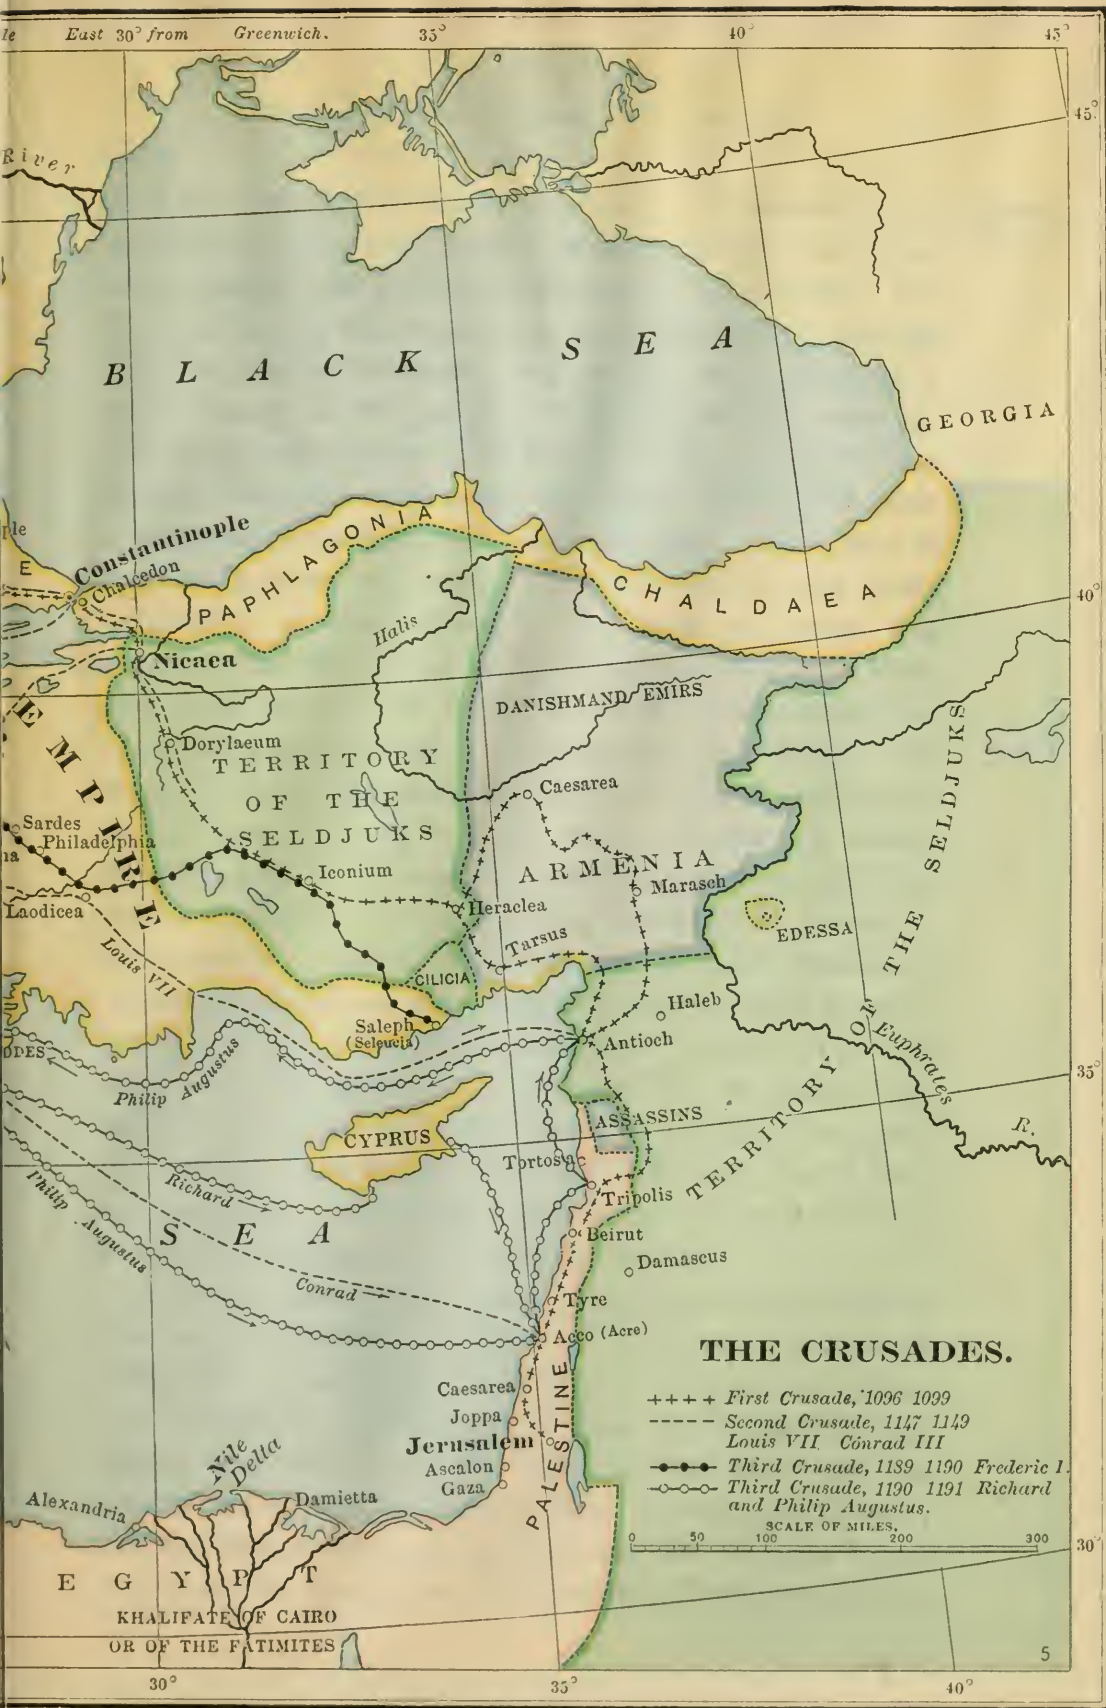 le East 30° from Greenwich. 35° 40° 45°
45°
River
BLACK SEA
GEORGIA
ple
E
Constantinople
Chalcedon
PAPHLAGONIA
CHALDAEA
40°
Halis
Nicaea
DANISHMAND EMIRS
EMPIRE
Dorylaeum
TERRITORY
OF THE
SELDJUKS
Caesarea
Sardes
Philadelphia
na
ARMENIA
Iconium
Marasch
Laodicea
Heraclea
EDESSA
Louis VII
Tarsus
CILICIA
Haleb
Saleph
(Seleucia)
Antioch
TERRITORY OF THE SELDJUKS
Euphrates R.
35°
ODES
Philip Augustus
CYPRUS
ASSASSINS
Tortosa
Tripolis
Richard
SEA
Philip Augustus
Beirut
Damascus
Conrad
Tyre
Acco (Acre)
THE CRUSADES.
Caesarea
Joppa
Jerusalem
Ascalon
Gaza
PALESTINE
First Crusade, 1096 1099
Second Crusade, 1147 1149
Louis VII Conrad III
Third Crusade, 1189 1190 Frederic I.
Third Crusade, 1190 1191 Richard
and Philip Augustus.
SCALE OF MILES.
0 50 100 200 300
Nile
Delta
Alexandria
Damietta
30°
EGYPT
KHALIFATE OF CAIRO
OR OF THE FATIMITES
5
30° 35° 40°